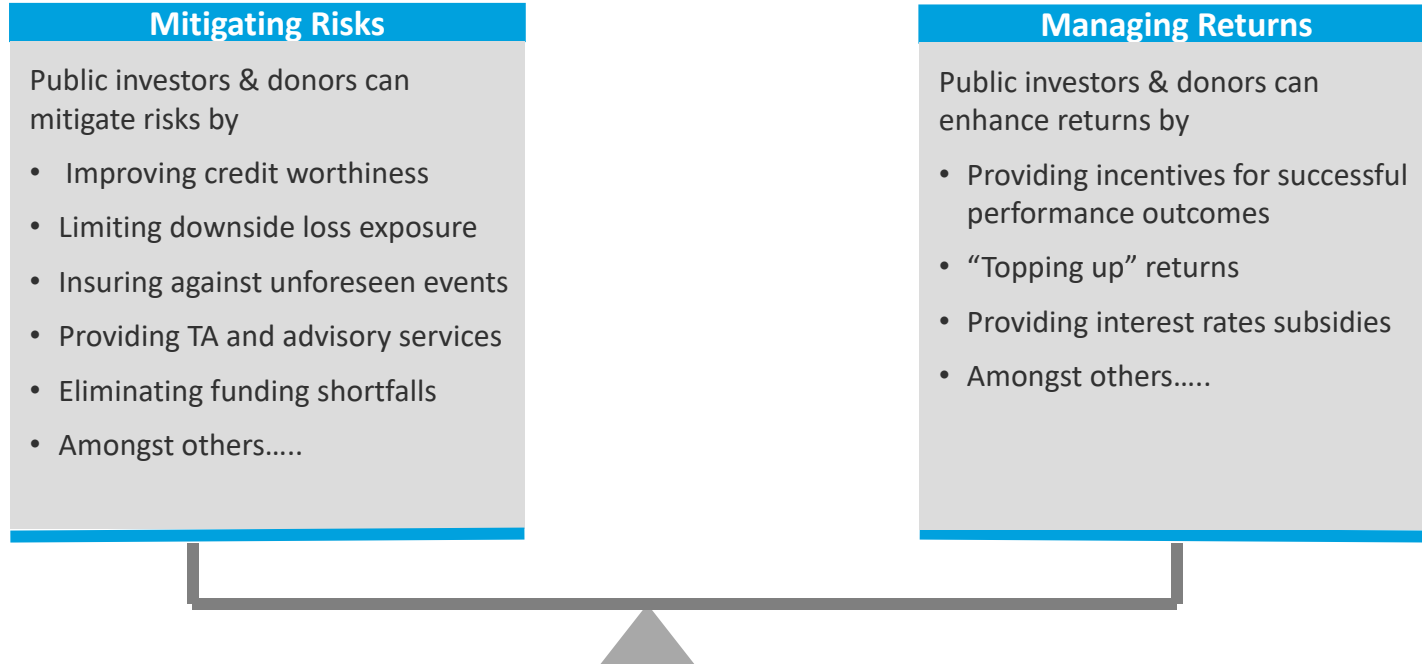 Mitigating Risks
Public investors & donors can
mitigate risks by
• Improving credit worthiness
• Limiting downside loss exposure
• Insuring against unforeseen events
• Providing TA and advisory services
• Eliminating funding shortfalls
• Amongst others…..
Managing Returns
Public investors & donors can
enhance returns by
• Providing incentives for successful
performance outcomes
• “Topping up” returns
• Providing interest rates subsidies
• Amongst others…..